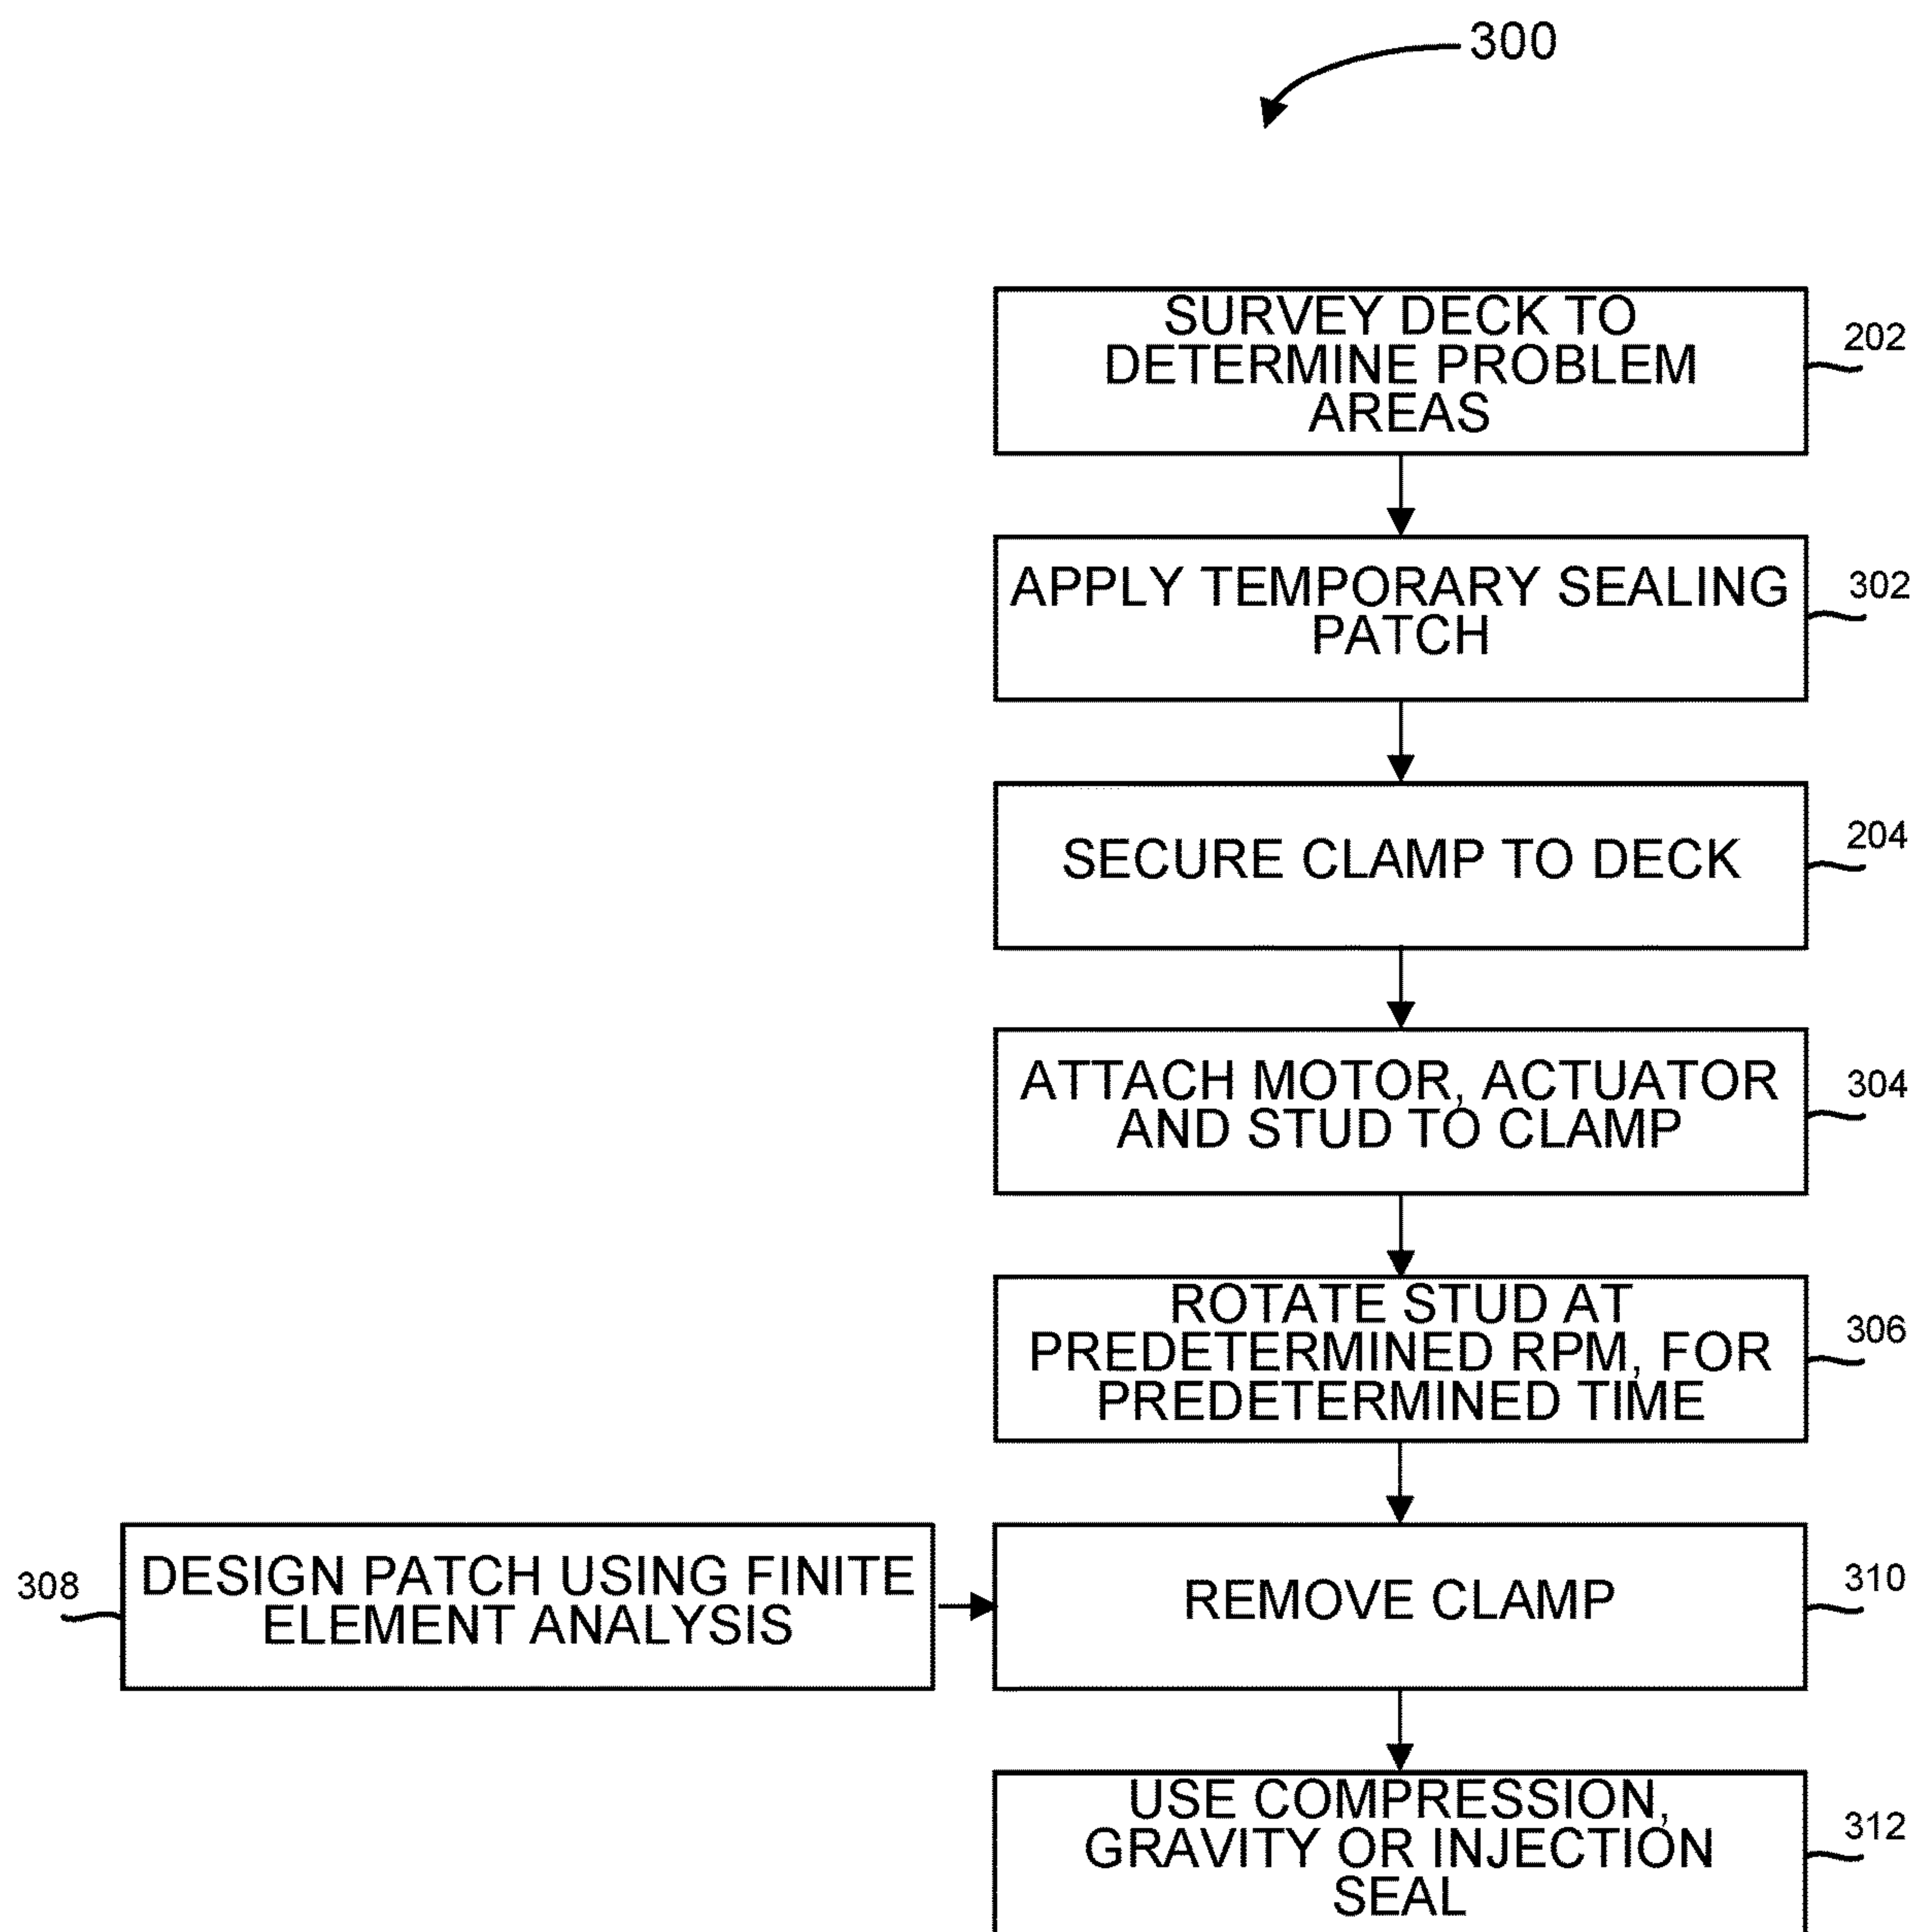 300
SURVEY DECK TO
DETERMINE PROBLEM
AREAS
202
APPLY TEMPORARY SEALING
PATCH
302
SECURE CLAMP TO DECK
204
ATTACH MOTOR, ACTUATOR
AND STUD TO CLAMP
304
ROTATE STUD AT
PREDETERMINED RPM, FOR
PREDETERMINED TIME
306
308
DESIGN PATCH USING FINITE
ELEMENT ANALYSIS
REMOVE CLAMP
310
USE COMPRESSION,
GRAVITY OR INJECTION
SEAL
312